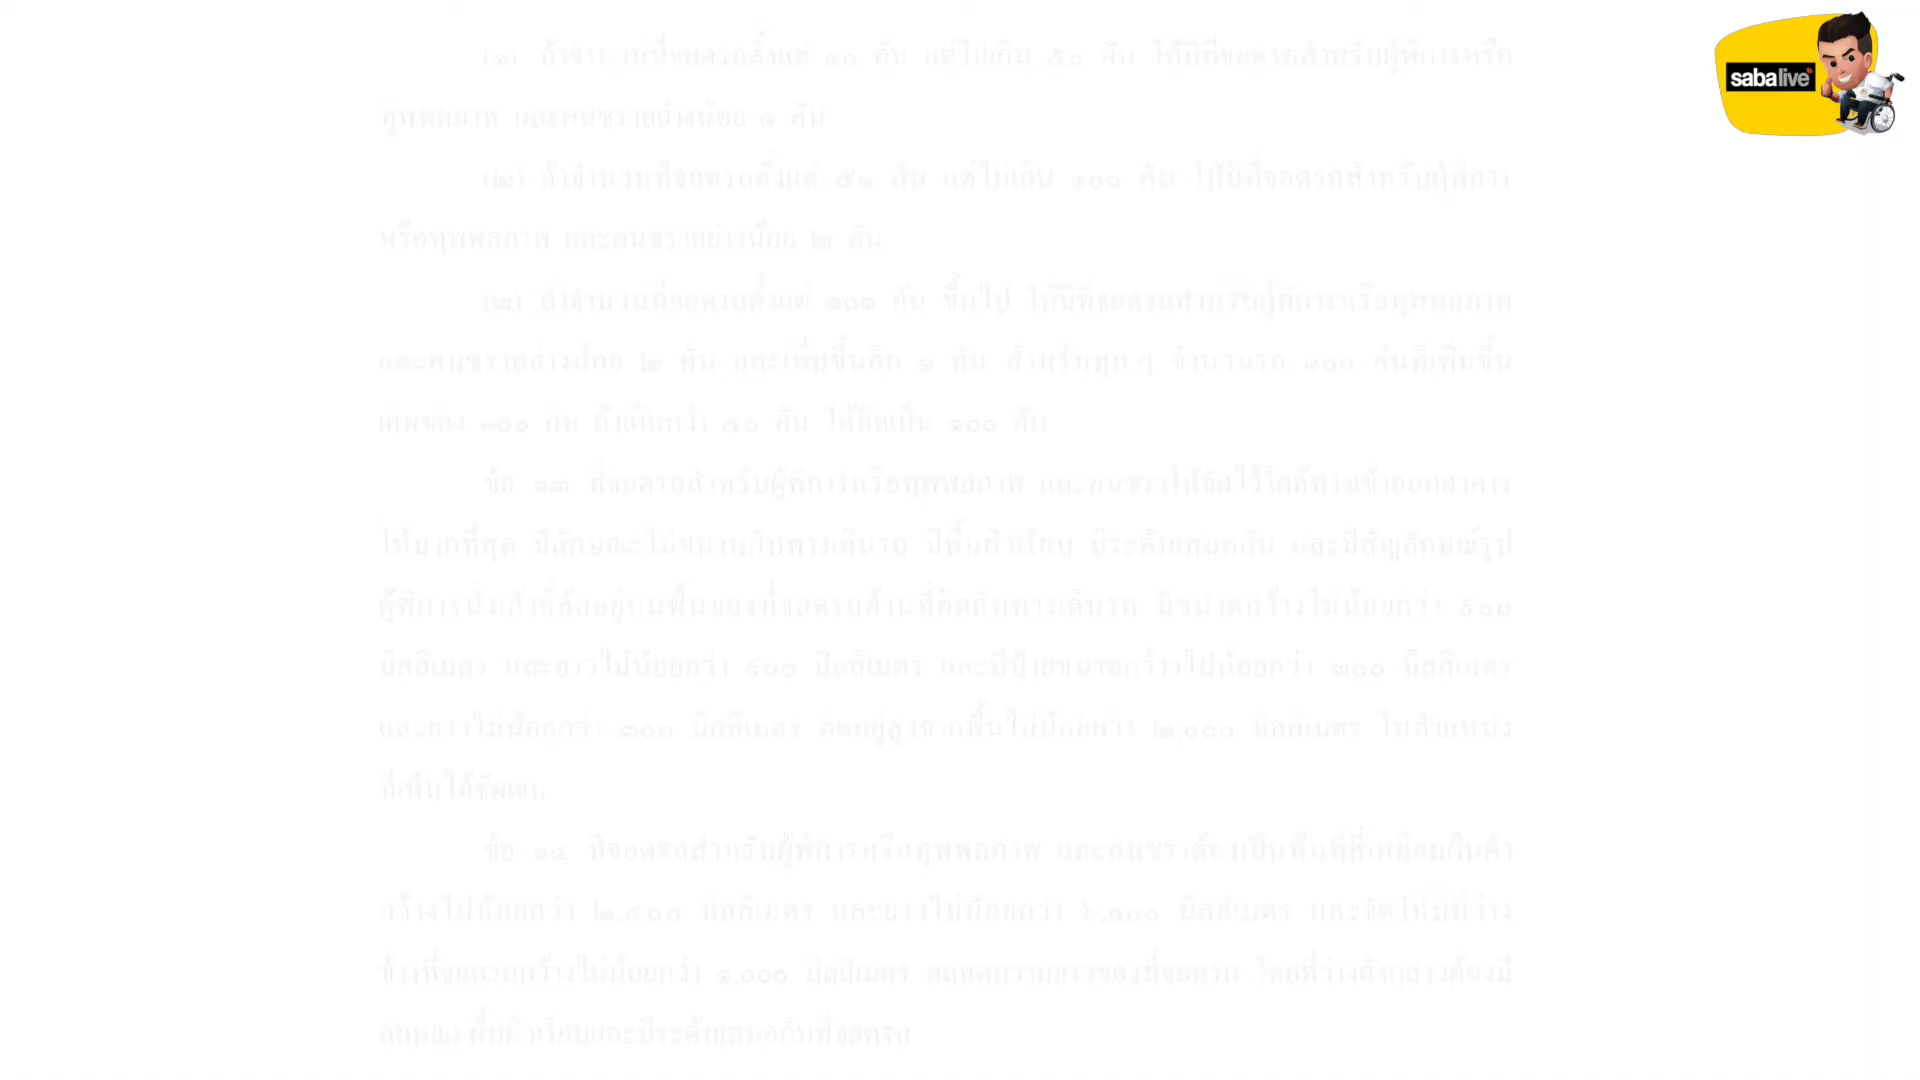 sabalive
(๑) ถ้าจำนวนที่จอดรถตั้งแต่ ๑๐ คัน แต่ไม่เกิน ๕๐ คัน ให้มีที่จอดรถสำหรับผู้พิการหรือ
ทุพพลภาพ และคนชราอย่างน้อย ๑ คัน
(๒) ถ้าจำนวนที่จอดรถตั้งแต่ ๕๑ คัน แต่ไม่เกิน ๑๐๐ คัน ให้มีที่จอดรถสำหรับผู้พิการ
หรือทุพพลภาพ และคนชราอย่างน้อย ๒ คัน
(๓) ถ้าจำนวนที่จอดรถตั้งแต่ ๑๐๑ คัน ขึ้นไป ให้มีที่จอดรถสำหรับผู้พิการหรือทุพพลภาพ
และคนชราอย่างน้อย ๒ คัน และเพิ่มขึ้นอีก ๑ คัน สำหรับทุก ๆ จำนวนรถ ๑๐๐ คันที่เพิ่มขึ้น
เศษของ ๑๐๐ คัน ถ้าเกินกว่า ๕๐ คัน ให้คิดเป็น ๑๐๐ คัน
ข้อ ๑๓ ที่จอดรถสำหรับผู้พิการหรือทุพพลภาพ และคนชราให้จัดไว้ใกล้ทางเข้าออกอาคาร
ให้มากที่สุด มีลักษณะไม่ขนานกับทางเดินรถ มีพื้นผิวเรียบ มีระดับเสมอกัน และมีสัญลักษณ์รูป
ผู้พิการนั่งเก้าอี้ล้ออยู่บนพื้นของที่จอดรถด้านที่ติดกับทางเดินรถ มีขนาดกว้างไม่น้อยกว่า ๙๐๐
มิลลิเมตร และยาวไม่น้อยกว่า ๙๐๐ มิลลิเมตร และมีป้ายขนาดกว้างไม่น้อยกว่า ๓๐๐ มิลลิเมตร
และยาวไม่น้อยกว่า ๓๐๐ มิลลิเมตร ติดอยู่สูงจากพื้นไม่น้อยกว่า ๒,๐๐๐ มิลลิเมตร ในตำแหน่ง
ที่เห็นได้ชัดเจน
ข้อ ๑๔ ที่จอดรถสำหรับผู้พิการหรือทุพพลภาพ และคนชราต้องเป็นพื้นที่สี่เหลี่ยมผืนผ้า
กว้างไม่น้อยกว่า ๒,๔๐๐ มิลลิเมตร และยาวไม่น้อยกว่า ๖,๐๐๐ มิลลิเมตร และจัดให้มีที่ว่าง
ข้างที่จอดรถกว้างไม่น้อยกว่า ๑,๐๐๐ มิลลิเมตร ตลอดความยาวของที่จอดรถ โดยที่ว่างดังกล่าวต้องมี
ลักษณะพื้นผิวเรียบและมีระดับเสมอกับที่จอดรถ